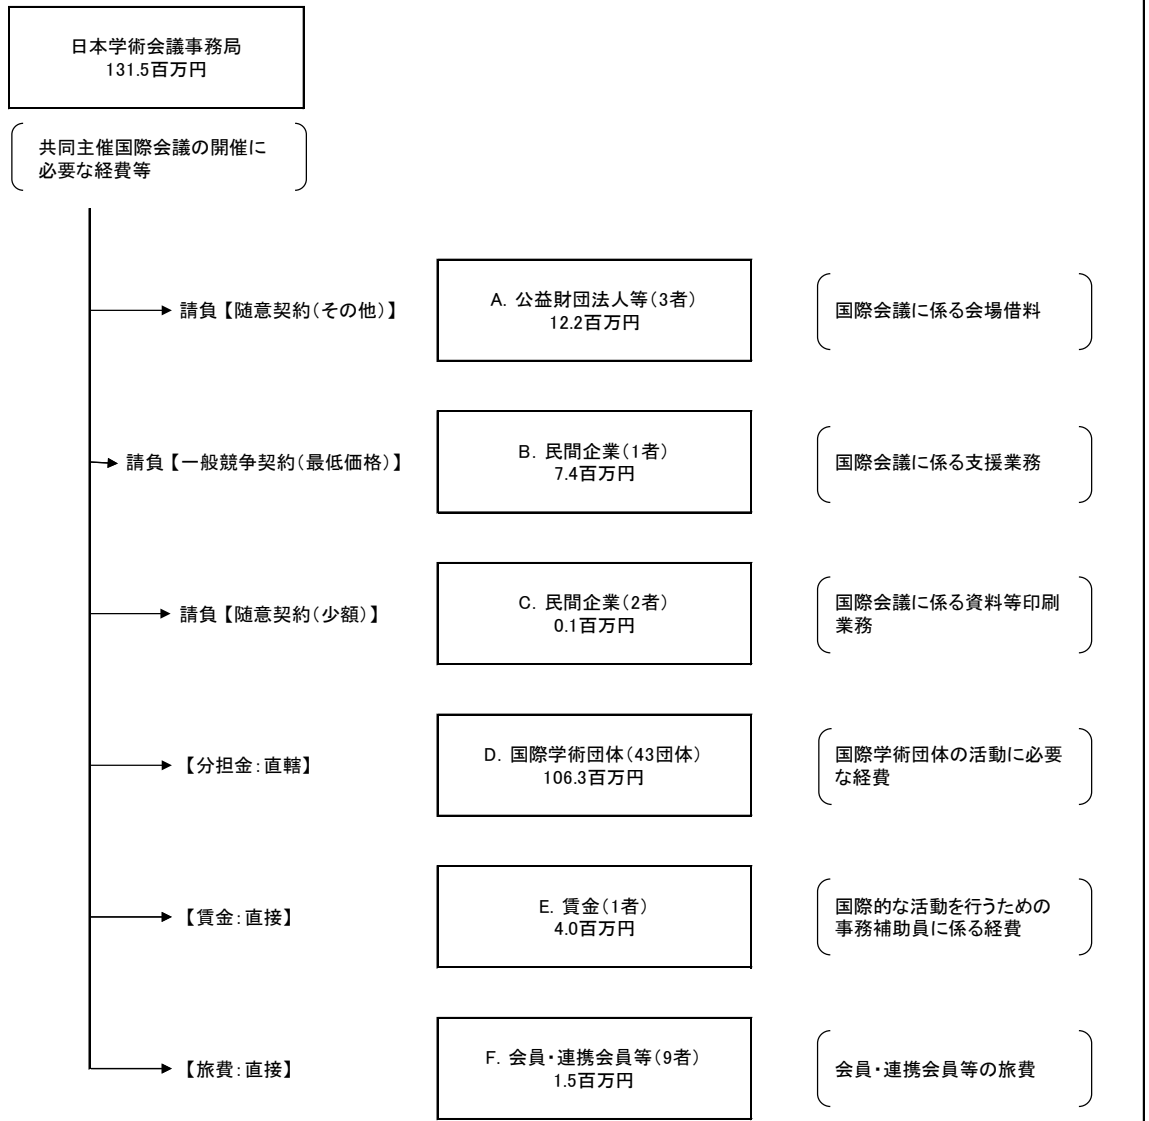 日本学術会議事務局
131.5百万円
共同主催国際会議の開催に
必要な経費等
請負【随意契約（その他）】
A．公益財団法人等（3者）
12.2百万円
国際会議に係る会場借料
請負【一般競争契約（最低価格）】
B．民間企業（1者）
7.4百万円
国際会議に係る支援業務
請負【随意契約（少額）】
C．民間企業（2者）
0.1百万円
国際会議に係る資料等印刷
業務
【分担金：直轄】
D．国際学術団体（43団体）
106.3百万円
国際学術団体の活動に必要
な経費
【賃金：直接】
E．賃金（1者）
4.0百万円
国際的な活動を行うための
事務補助員に係る経費
【旅費：直接】
F．会員・連携会員等（9者）
1.5百万円
会員・連携会員等の旅費